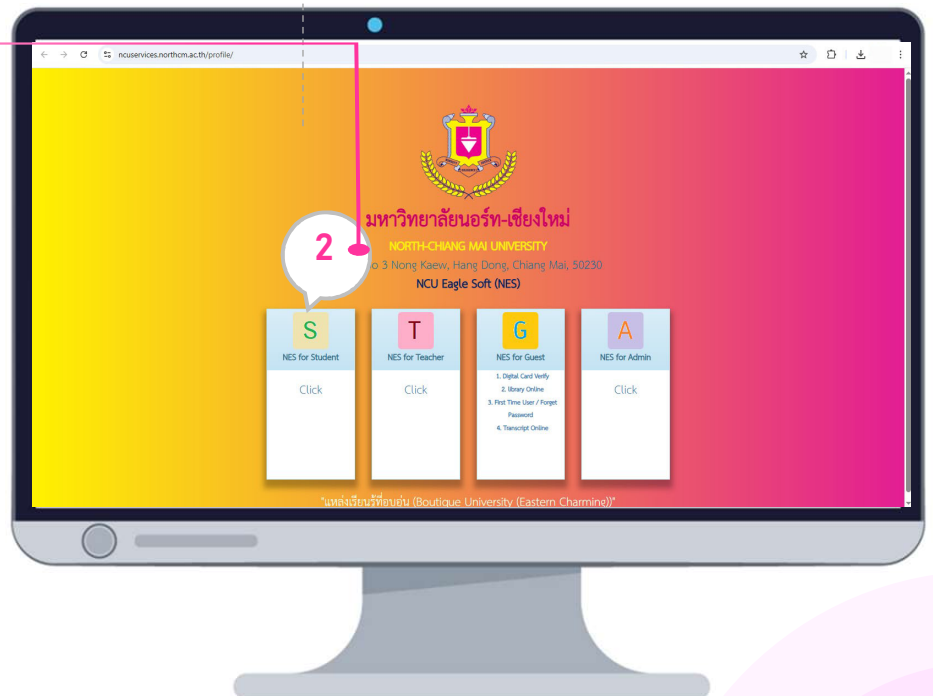 ncuservices.northcm.ac.th/profile/
มหาวิทยาลัยนอร์ท-เชียงใหม่
NORTH-CHIANG MAI UNIVERSITY
3 Nong Kaew, Hang Dong, Chiang Mai, 50230
NCU Eagle Soft (NES)
2
S
NES for Student
Click
T
NES for Teacher
Click
G
NES for Guest
1. Digital Card Verify
2. library Online
3. First Time User / Forget
Password
4. Transcript Online
A
NES for Admin
Click
"แหล่งเรียนรู้ที่อบอุ่น (Boutique University (Eastern Charming))"